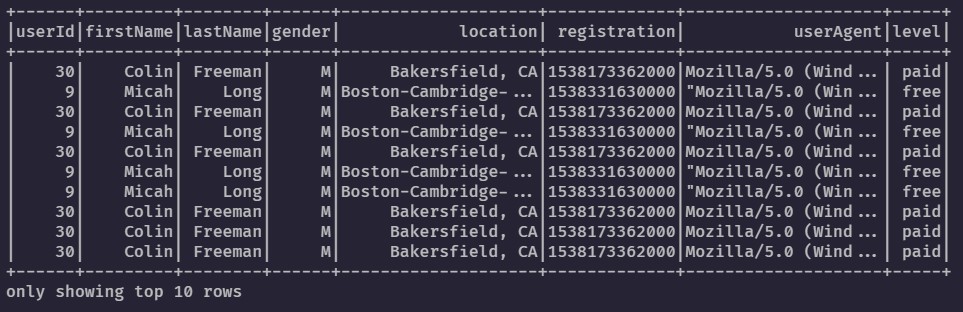 +------+---------+--------+------+--------------------+-------------+--------------------+-----+
|userId|firstName|lastName|gender|            location| registration|           userAgent|level|
+------+---------+--------+------+--------------------+-------------+--------------------+-----+
|    30|    Colin| Freeman|     M|     Bakersfield, CA|1538173362000|Mozilla/5.0 (Wind...| paid|
|     9|    Micah|    Long|     M|Boston-Cambridge-...|1538331630000|"Mozilla/5.0 (Win...| free|
|    30|    Colin| Freeman|     M|     Bakersfield, CA|1538173362000|Mozilla/5.0 (Wind...| paid|
|     9|    Micah|    Long|     M|Boston-Cambridge-...|1538331630000|"Mozilla/5.0 (Win...| free|
|    30|    Colin| Freeman|     M|     Bakersfield, CA|1538173362000|Mozilla/5.0 (Wind...| paid|
|     9|    Micah|    Long|     M|Boston-Cambridge-...|1538331630000|"Mozilla/5.0 (Win...| free|
|     9|    Micah|    Long|     M|Boston-Cambridge-...|1538331630000|"Mozilla/5.0 (Win...| free|
|    30|    Colin| Freeman|     M|     Bakersfield, CA|1538173362000|Mozilla/5.0 (Wind...| paid|
|    30|    Colin| Freeman|     M|     Bakersfield, CA|1538173362000|Mozilla/5.0 (Wind...| paid|
|    30|    Colin| Freeman|     M|     Bakersfield, CA|1538173362000|Mozilla/5.0 (Wind...| paid|
+------+---------+--------+------+--------------------+-------------+--------------------+-----+
only showing top 10 rows